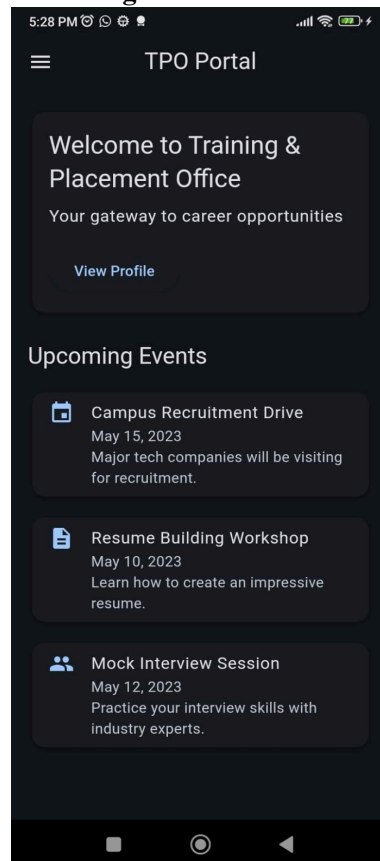 5:28 PM
77
TPO Portal
Welcome to Training &
Placement Office
Your gateway to career opportunities
View Profile
Upcoming Events
Campus Recruitment Drive
May 15, 2023
Major tech companies will be visiting
for recruitment.
Resume Building Workshop
May 10, 2023
Learn how to create an impressive
resume.
Mock Interview Session
May 12, 2023
Practice your interview skills with
industry experts.